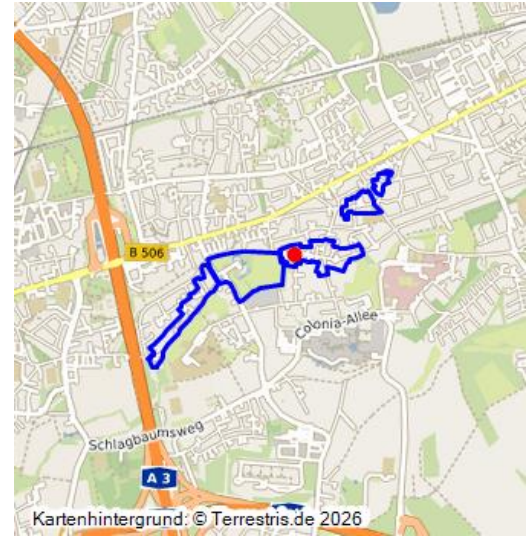 B 506
Colonia-Allee
Schlagbaumsweg
A 3
Kartenhintergrund: © Terrestris.de 2026